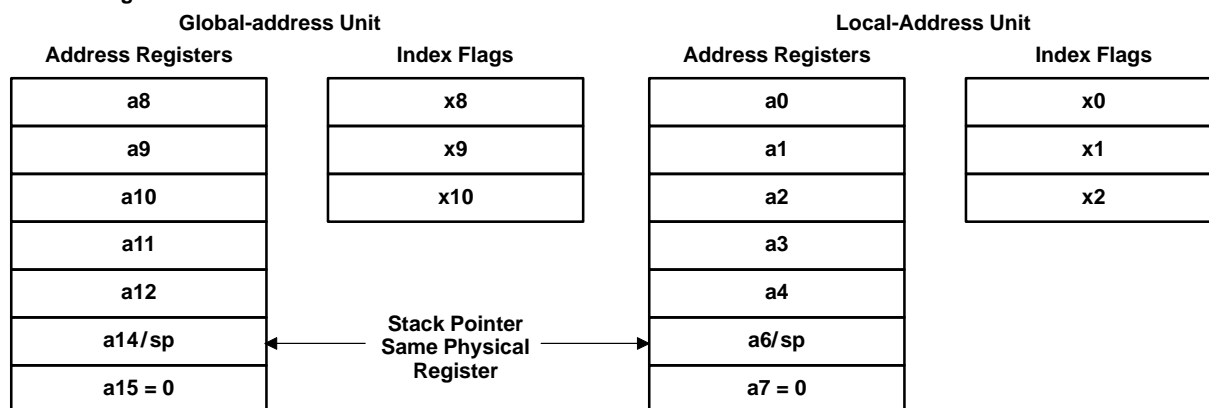 Global-address Unit
Local-Address Unit
Address Registers
Index Flags
Address Registers
Index Flags
a8
x8
a0
x0
a9
x9
a1
x1
a10
x10
a2
x2
a11
a3
a12
a4
a14/sp
Stack Pointer
Same Physical
Register
a6/sp
a15 = 0
a7 = 0